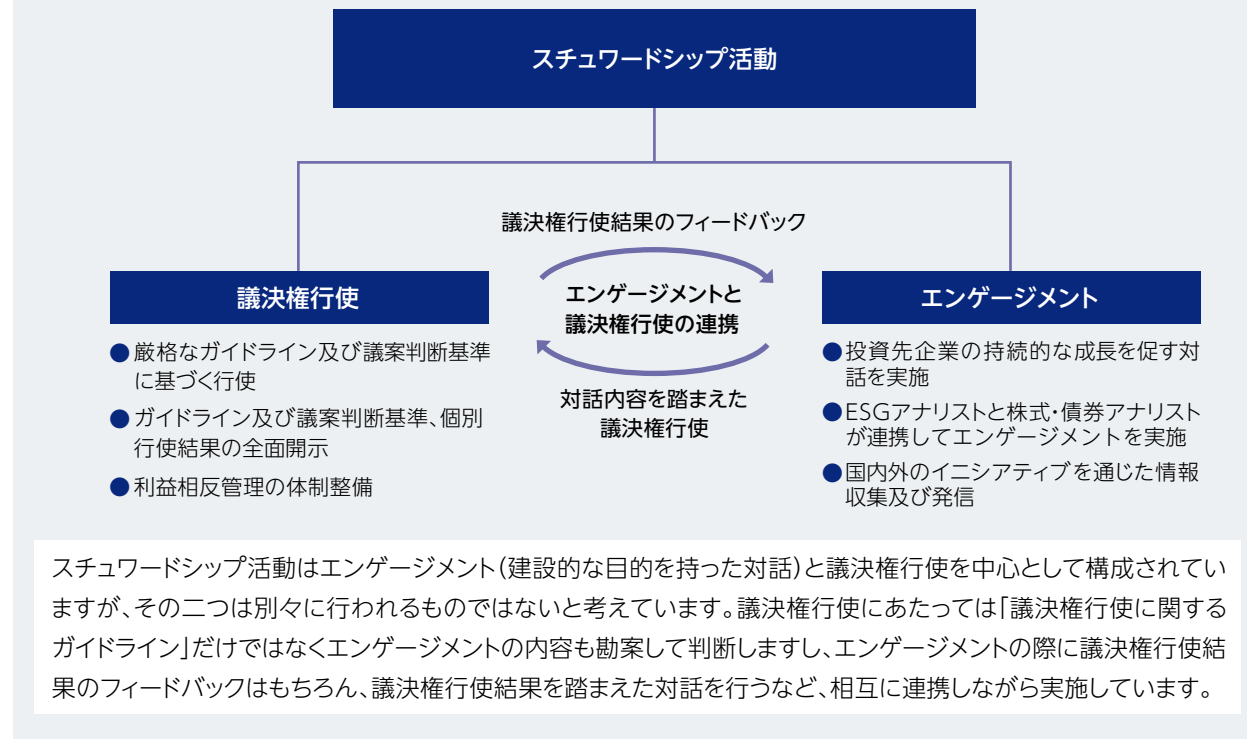 スチュワードシップ活動
議決権行使結果のフィードバック
議決権行使
●厳格なガイドライン及び議案判断基準
に基づく行使
●ガイドライン及び議案判断基準、個別
行使結果の全面開示
●利益相反管理の体制整備
エンゲージメントと
議決権行使の連携
対話内容を踏まえた
議決権行使
エンゲージメント
●投資先企業の持続的な成長を促す対
話を実施
●ESGアナリストと株式・債券アナリスト
が連携してエンゲージメントを実施
●国内外のイニシアティブを通じた情報
収集及び発信
スチュワードシップ活動はエンゲージメント(建設的な目的を持った対話)と議決権行使を中心として構成されてい
ますが、その二つは別々に行われるものではないと考えています。議決権行使にあたっては「議決権行使に関する
ガイドライン」だけではなくエンゲージメントの内容も勘案して判断しますし、エンゲージメントの際に議決権行使結
果のフィードバックはもちろん、議決権行使結果を踏まえた対話を行うなど、相互に連携しながら実施しています。